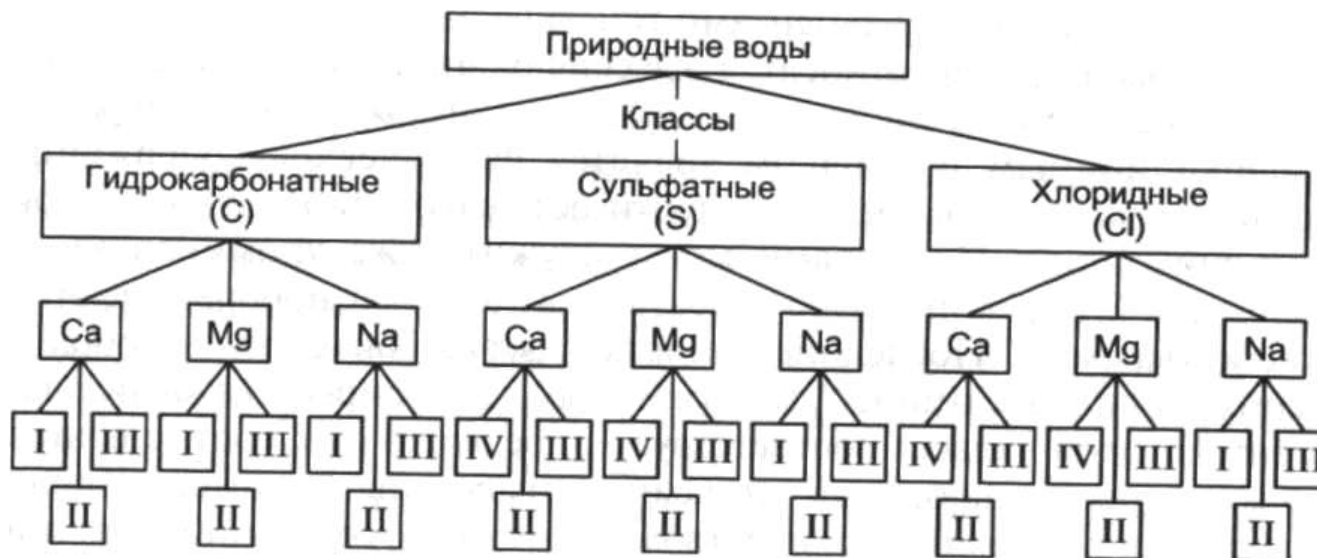 Природные воды
Классы
Гидрокарбонатные
(C)
Сульфатные
(S)
Хлоридные
(Cl)
Ca Mg Na Ca Mg Na Ca Mg Na
I III I III I III IV III IV III I III IV III IV III I III
II II II II II II II II II